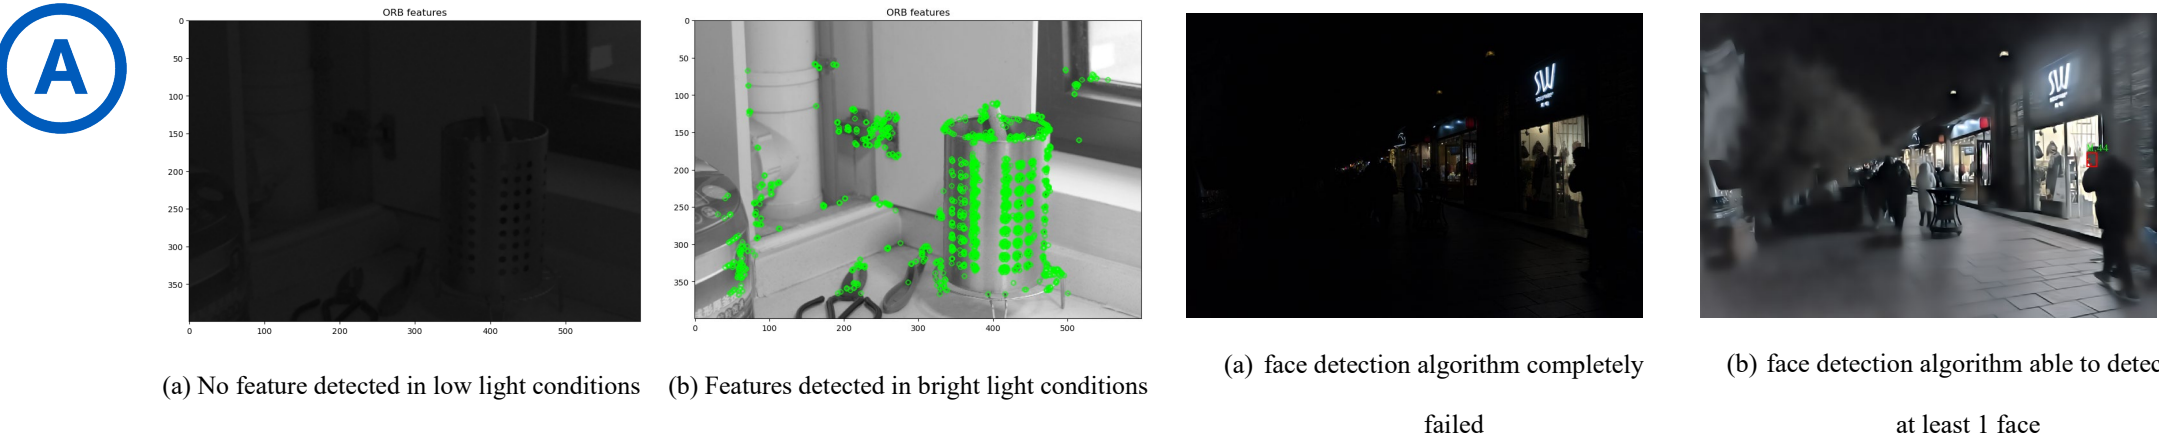 A
ORB features
0
50
100
150
200
250
300
350
0 100 200 300 400 500
(a) No feature detected in low light conditions
ORB features
0
50
100
150
200
250
300
350
0 100 200 300 400 500
(b) Features detected in bright light conditions
SW
(a) face detection algorithm completely
failed
SW
(b) face detection algorithm able to detec
at least 1 face